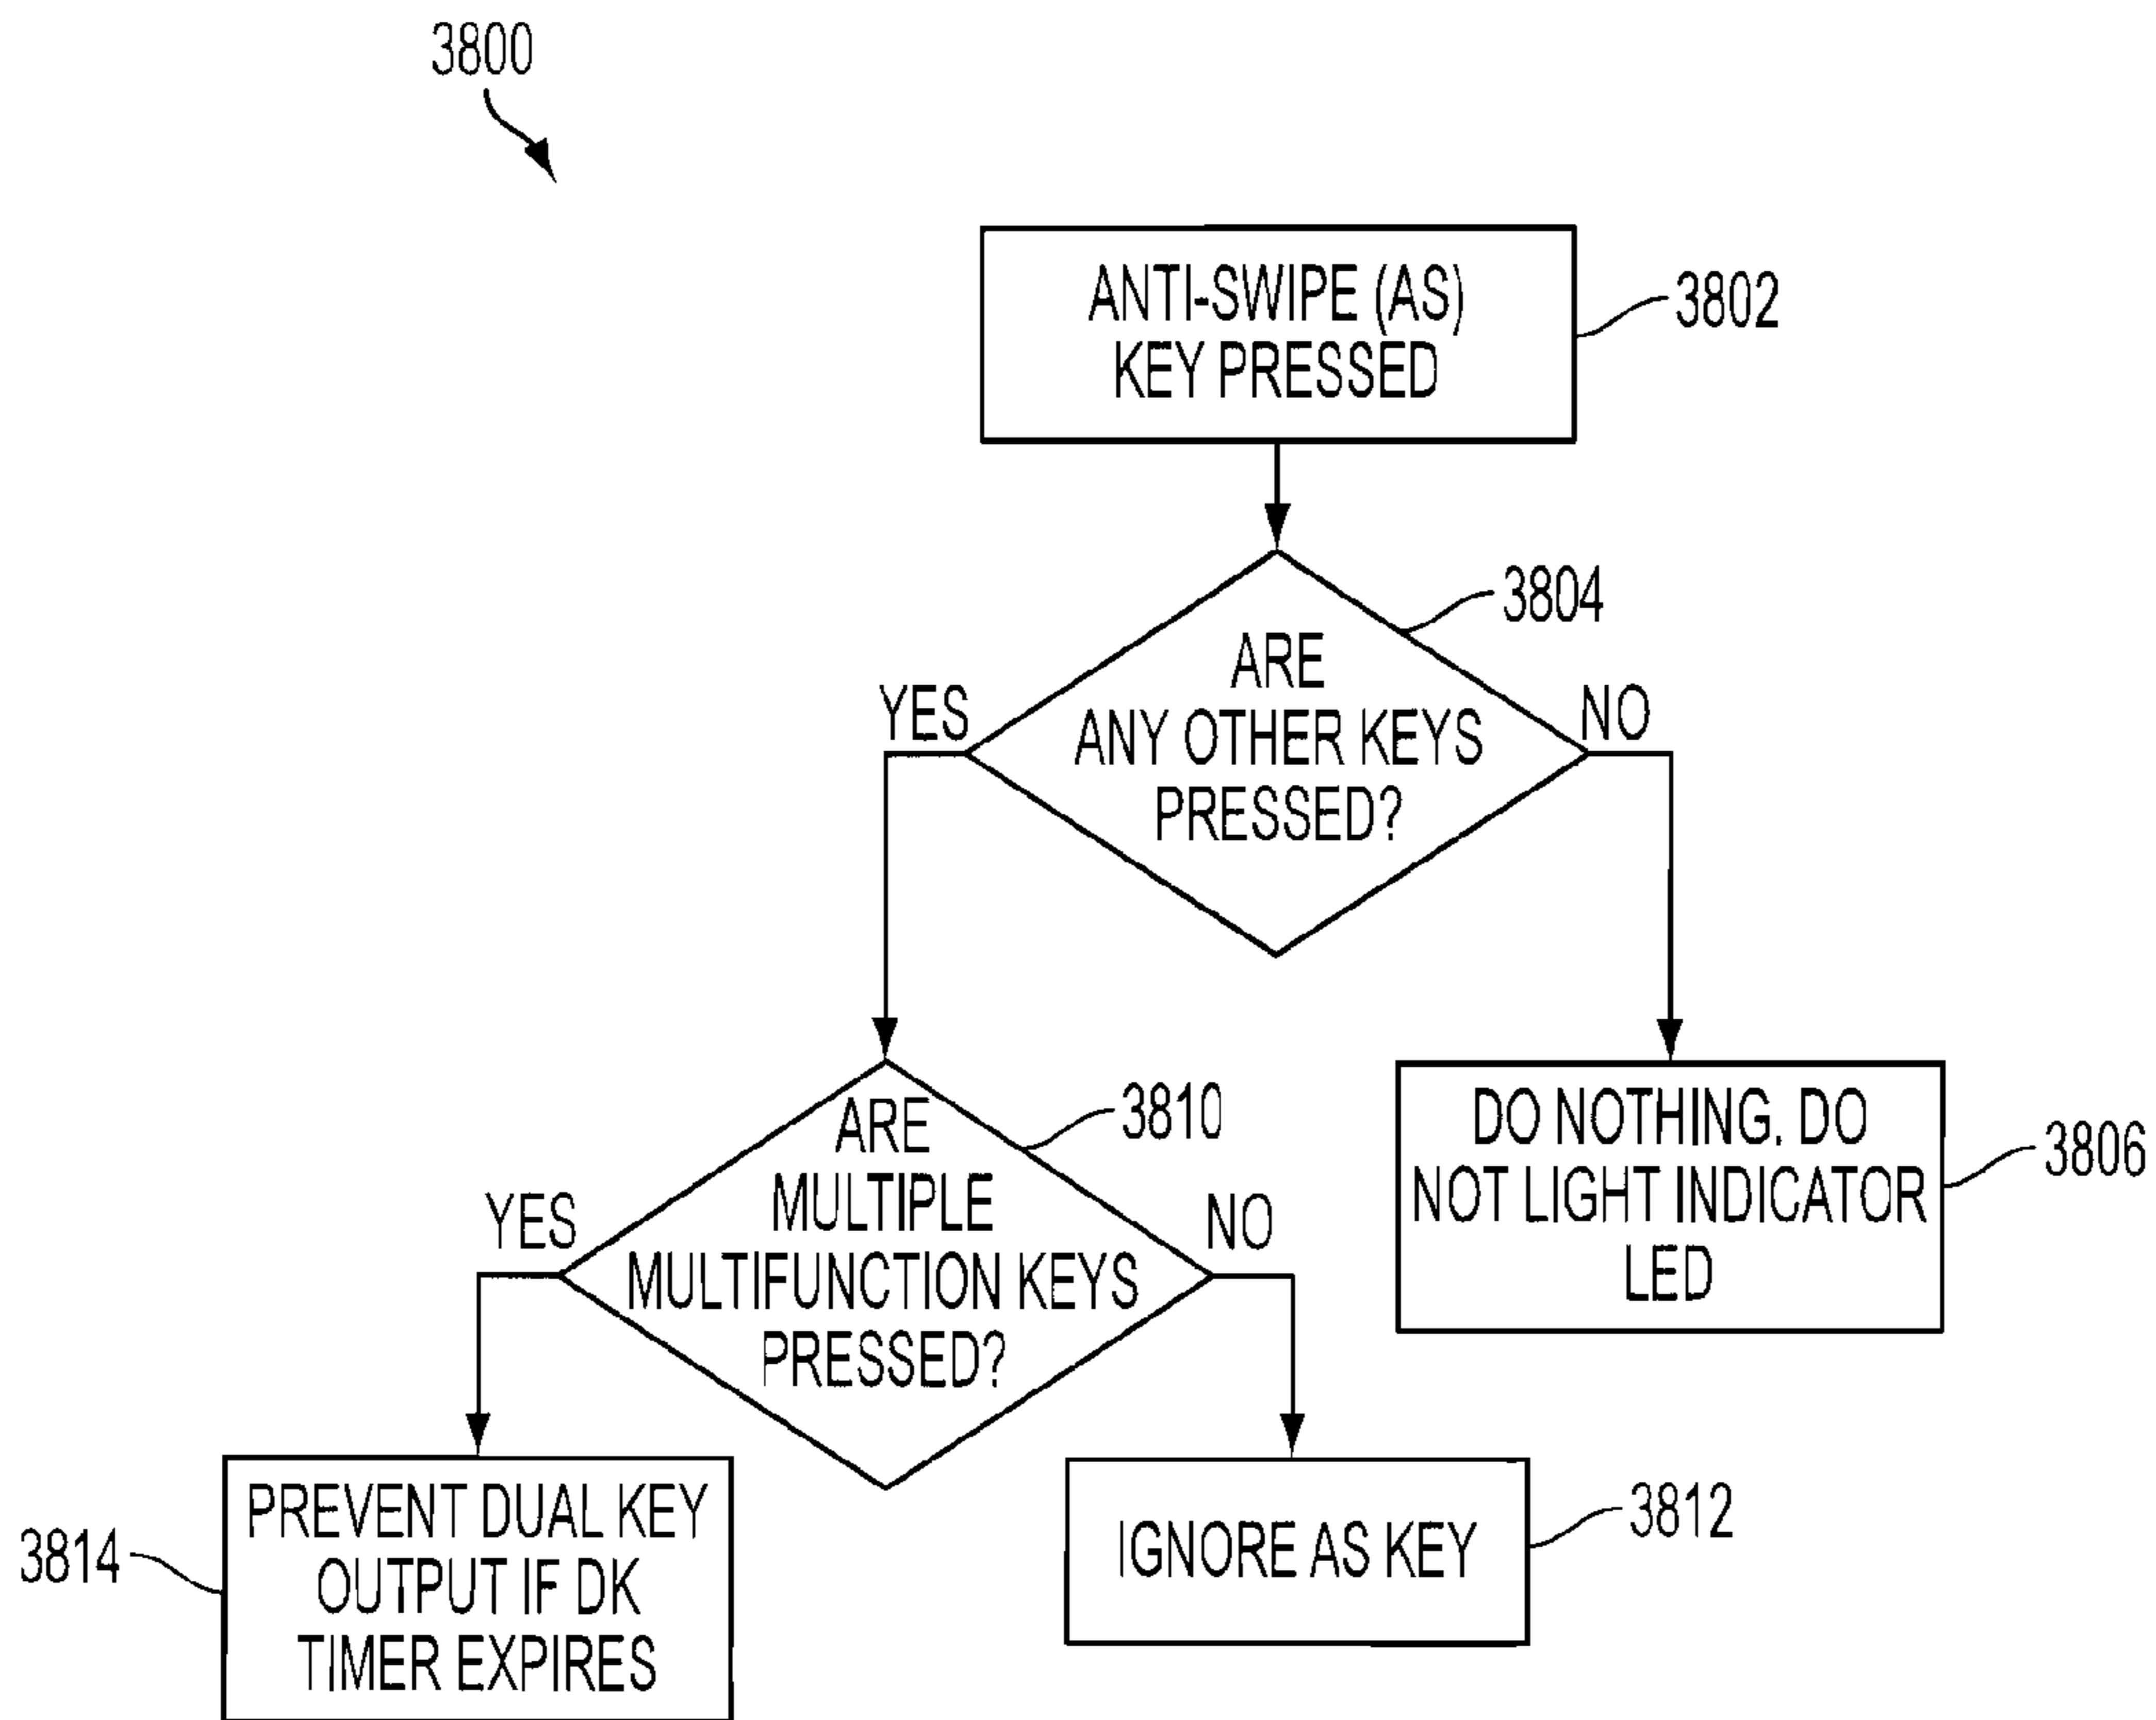 3800
ANTI-SWIPE (AS)
KEY PRESSED
3802
3804
ARE
ANY OTHER KEYS
PRESSED?
YES
NO
ARE
MULTIPLE
MULTIFUNCTION KEYS
PRESSED?
3810
YES
NO
DO NOTHING, DO
NOT LIGHT INDICATOR
LED
3806
PREVENT DUAL KEY
OUTPUT IF DK
TIMER EXPIRES
3814
IGNORE AS KEY
3812